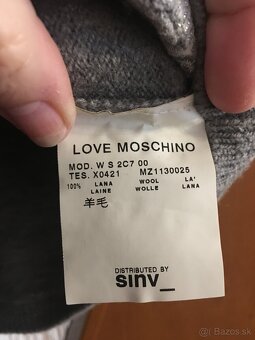 LOVE MOSCHINO
MOD. W S 2C7 00
TES. X0421 MZ1130025
100% LANA WOOL LA'
LAINE WOLLE LANA
羊毛
DISTRIBUTED BY
sinv_
Bazos.sk